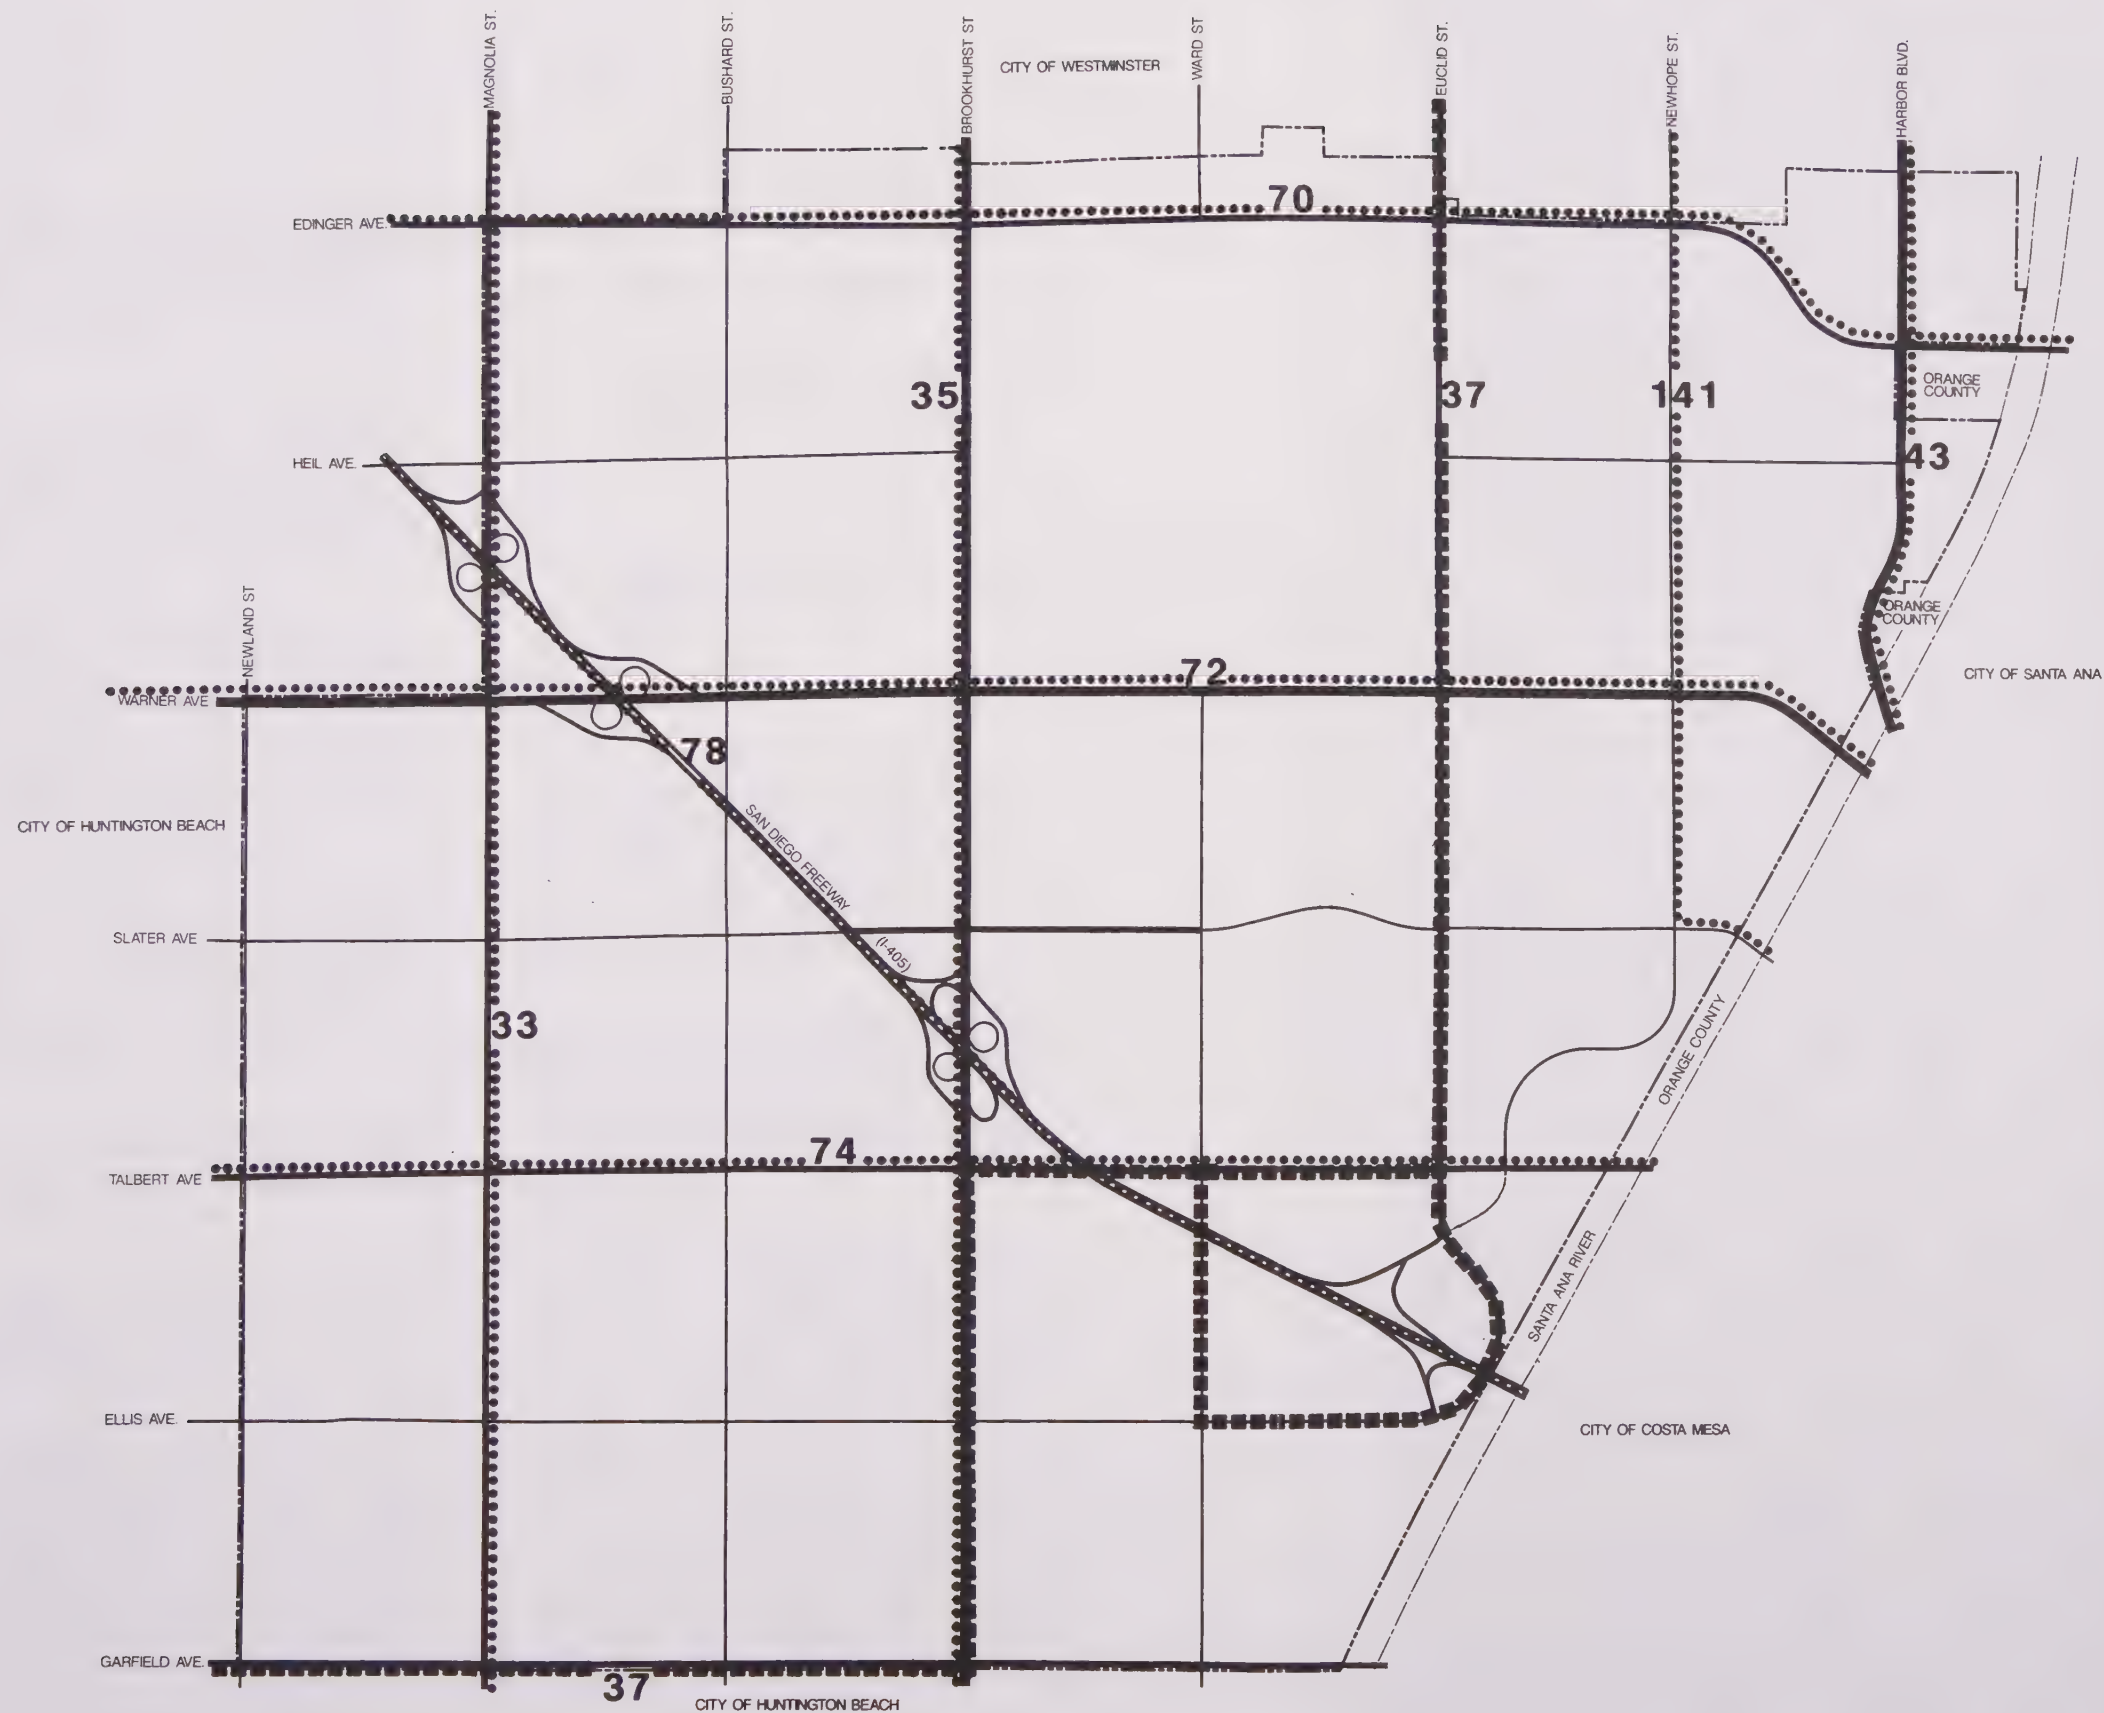 MAGNOLIA ST.
BUSHARD ST.
BROOKHURST ST
CITY OF WESTMINSTER
WARD ST
EUCLID ST.
NEWHOPE ST.
HARBOR BLVD.
EDINGER AVE.
70
35
37
141
ORANGE
COUNTY
HEIL AVE.
43
NEWLAND ST
ORANGE
COUNTY
72
CITY OF SANTA ANA
WARNER AVE
78
CITY OF HUNTINGTON BEACH
SAN DIEGO FREEWAY
(I-405)
SLATER AVE
33
ORANGE COUNTY
74
TALBERT AVE
SANTA ANA RIVER
ELLIS AVE.
CITY OF COSTA MESA
GARFIELD AVE.
37
CITY OF HUNTINGTON BEACH